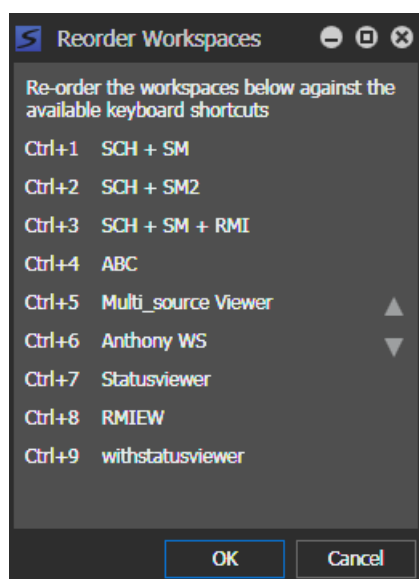 Reorder Workspaces
Re-order the workspaces below against the
available keyboard shortcuts
Ctrl+1 SCH + SM
Ctrl+2 SCH + SM2
Ctrl+3 SCH + SM + RMI
Ctrl+4 ABC
Ctrl+5 Multi_source Viewer
Ctrl+6 Anthony WS
Ctrl+7 Statusviewer
Ctrl+8 RMIEW
Ctrl+9 withstatusviewer
OK Cancel